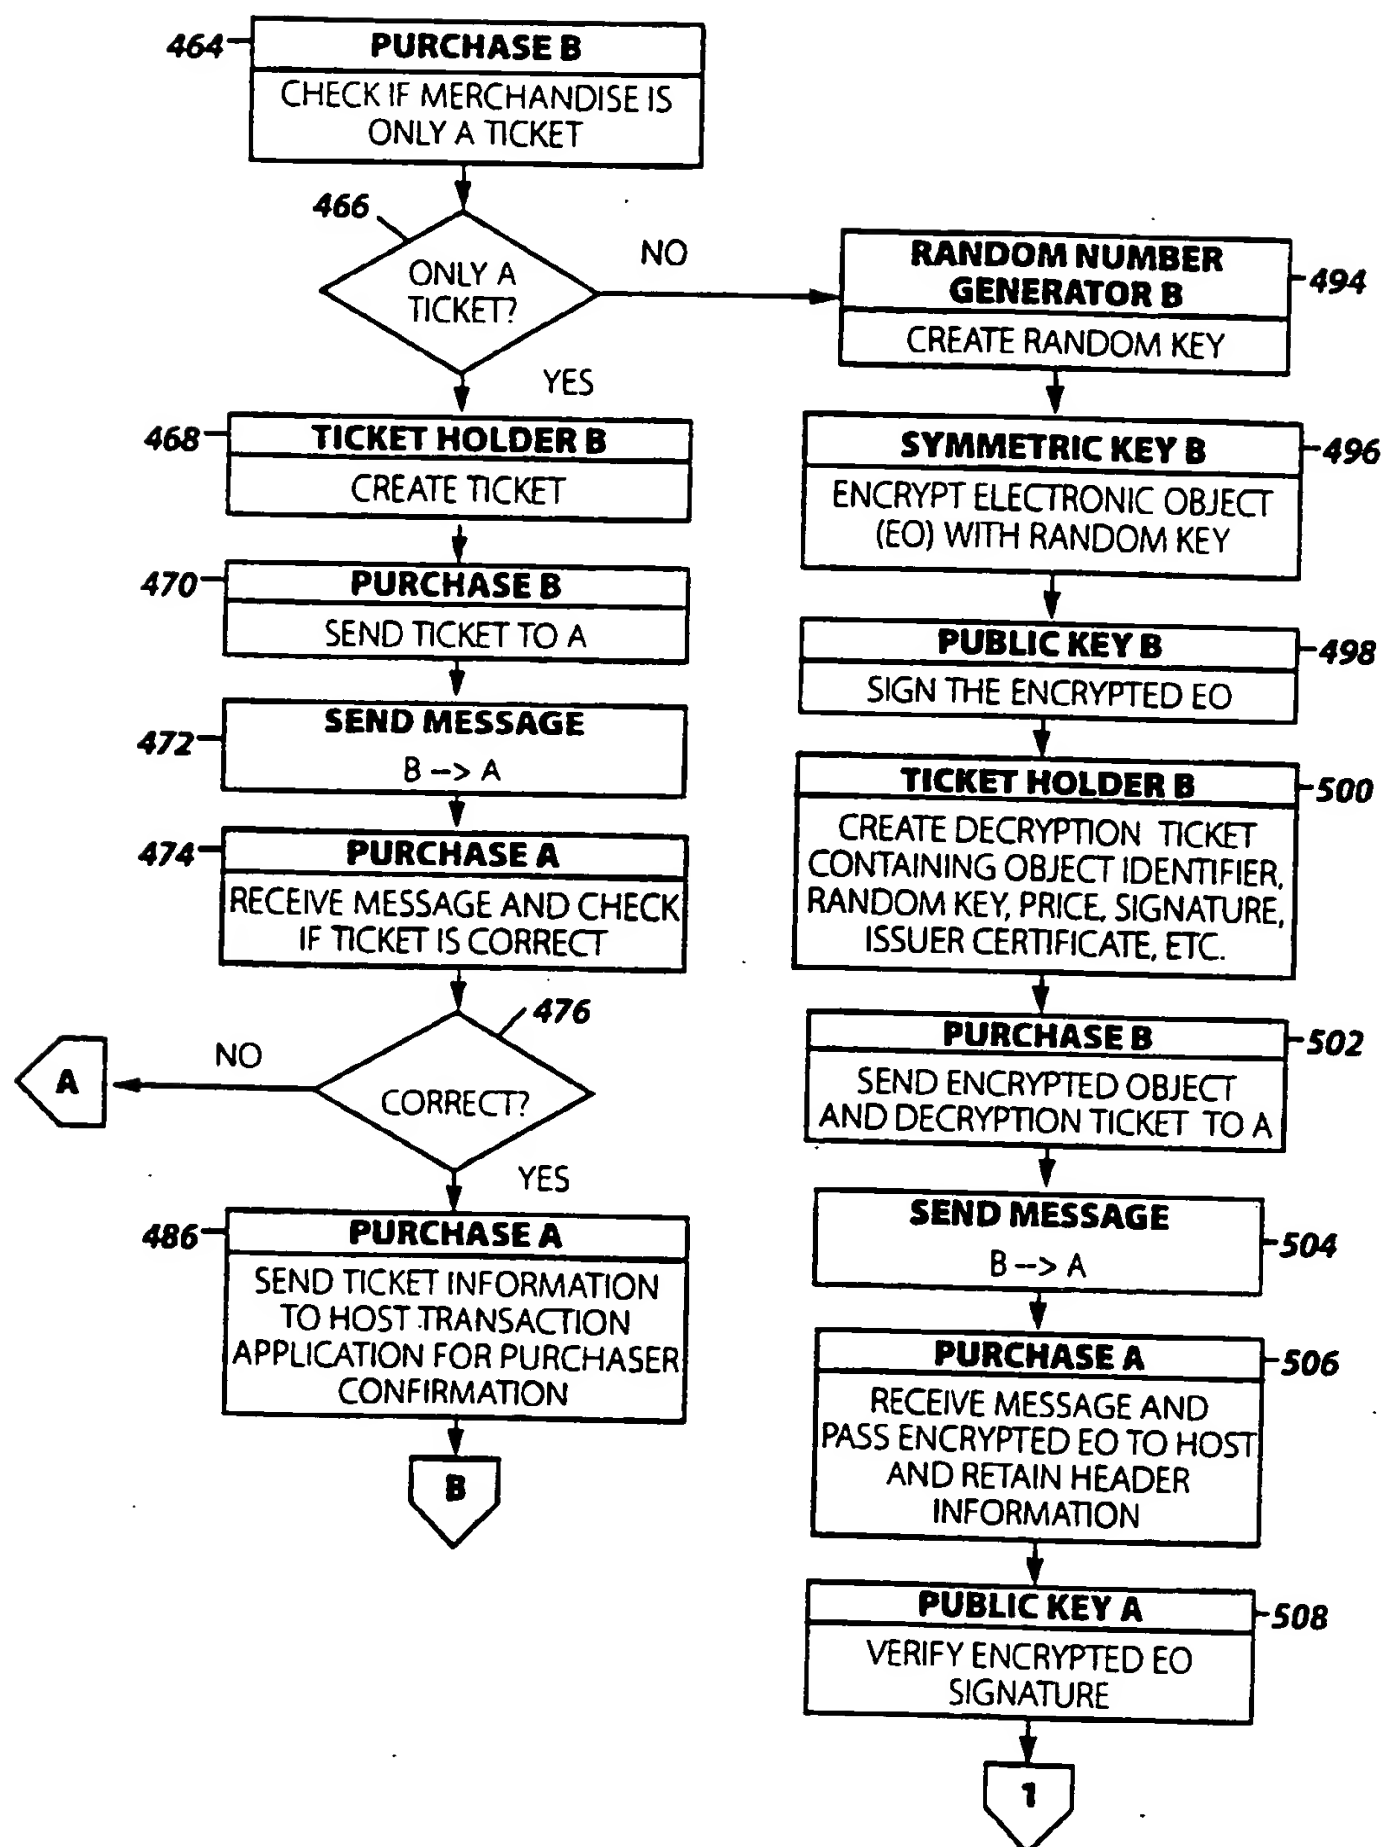 464
PURCHASE B
CHECK IF MERCHANDISE IS
ONLY A TICKET
466
ONLY A
TICKET?
NO
YES
468
TICKET HOLDER B
CREATE TICKET
470
PURCHASE B
SEND TICKET TO A
472
SEND MESSAGE
B --> A
474
PURCHASE A
RECEIVE MESSAGE AND CHECK
IF TICKET IS CORRECT
476
CORRECT?
NO
A
YES
486
PURCHASE A
SEND TICKET INFORMATION
TO HOST TRANSACTION
APPLICATION FOR PURCHASER
CONFIRMATION
B
RANDOM NUMBER
GENERATOR B
494
CREATE RANDOM KEY
SYMMETRIC KEY B
496
ENCRYPT ELECTRONIC OBJECT
(EO) WITH RANDOM KEY
PUBLIC KEY B
498
SIGN THE ENCRYPTED EO
TICKET HOLDER B
500
CREATE DECRYPTION TICKET
CONTAINING OBJECT IDENTIFIER,
RANDOM KEY, PRICE, SIGNATURE,
ISSUER CERTIFICATE, ETC.
PURCHASE B
502
SEND ENCRYPTED OBJECT
AND DECRYPTION TICKET TO A
SEND MESSAGE
504
B --> A
PURCHASE A
506
RECEIVE MESSAGE AND
PASS ENCRYPTED EO TO HOST
AND RETAIN HEADER
INFORMATION
PUBLIC KEY A
508
VERIFY ENCRYPTED EO
SIGNATURE
1